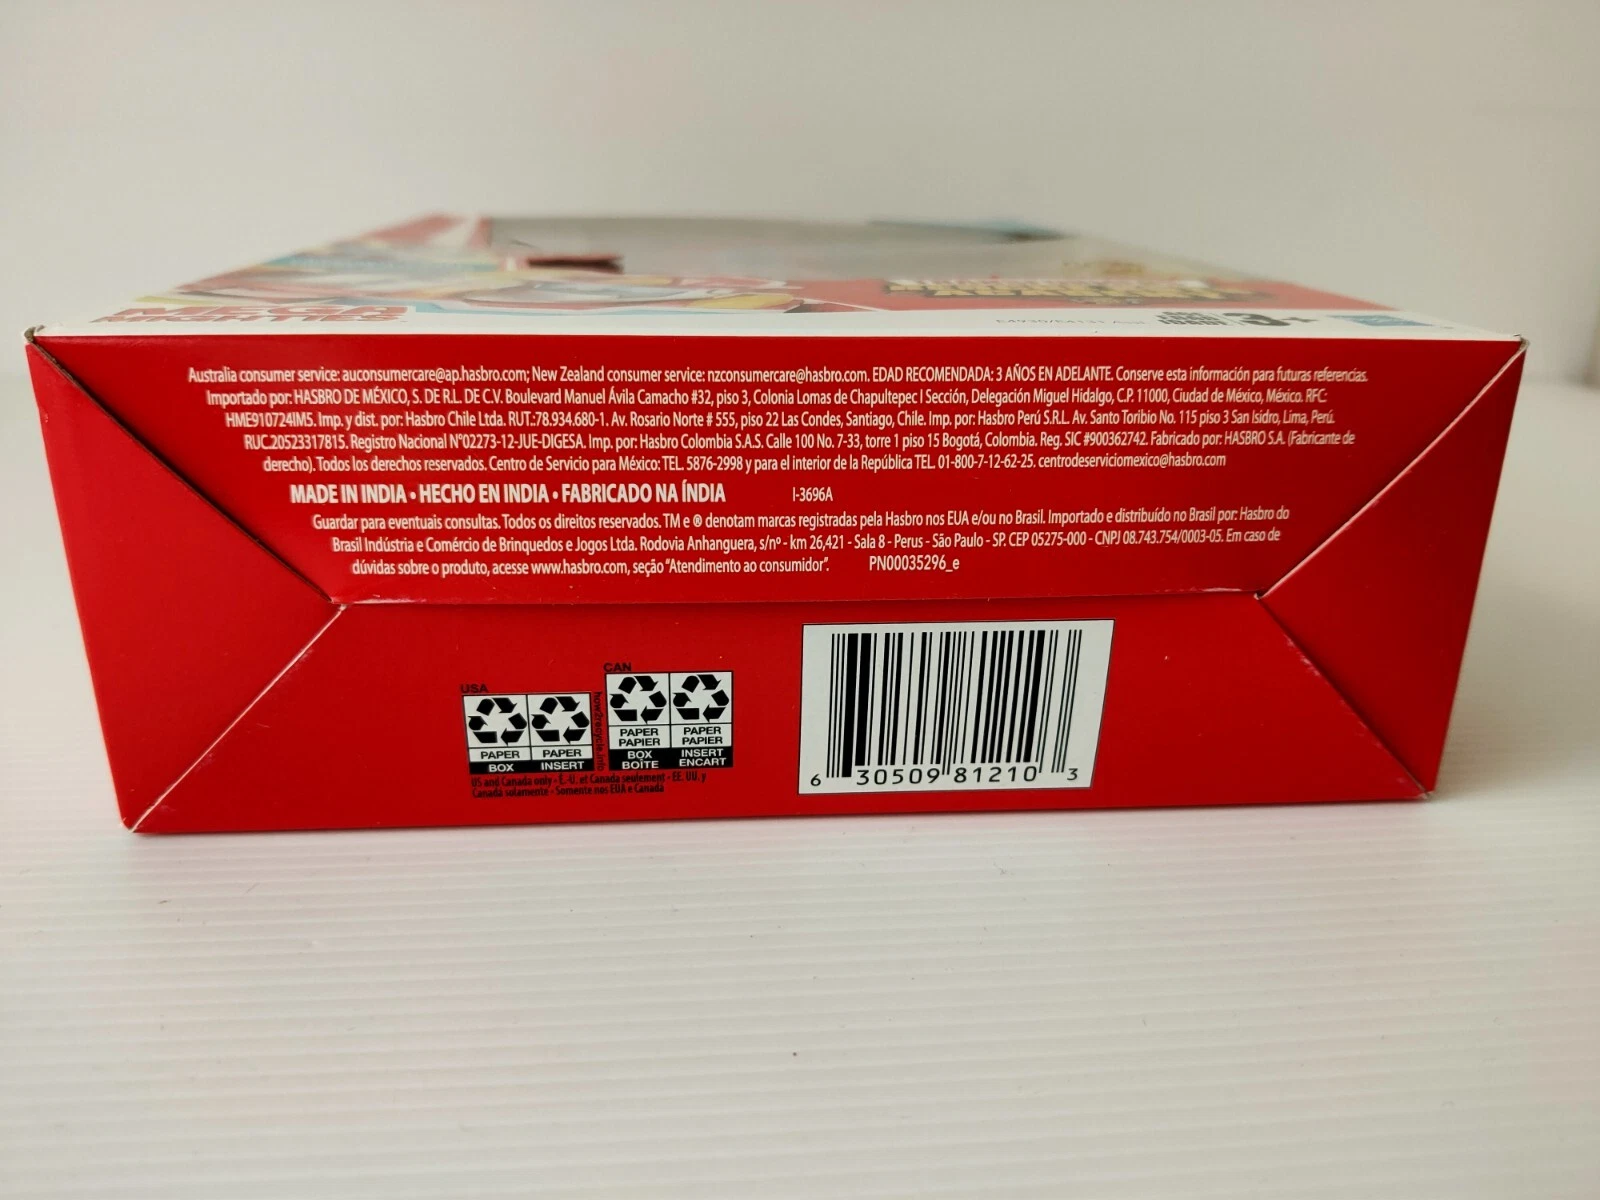 MEGA
MIGHTIES
Australia consumer service: auconsumercare@ap.hasbro.com; New Zealand consumer service: nzconsumercare@hasbro.com. EDAD RECOMENDADA: 3 AÑOS EN ADELANTE. Conserve esta información para futuras referencias.
Importado por: HASBRO DE MÉXICO, S. DE R.L. DE C.V. Boulevard Manuel Ávila Camacho #32, piso 3, Colonia Lomas de Chapultepec I Sección, Delegación Miguel Hidalgo, C.P. 11000, Ciudad de México, México. RFC:
HME910724IM5. Imp. y dist. por: Hasbro Chile Ltda. RUT.:78.934.680-1. Av. Rosario Norte # 555, piso 22 Las Condes, Santiago, Chile. Imp. por: Hasbro Perú S.R.L. Av. Santo Toribio No. 115 piso 3 San Isidro, Lima, Perú.
RUC.20523317815. Registro Nacional N°02273-12-JUE-DIGESA. Imp. por: Hasbro Colombia S.A.S. Calle 100 No. 7-33, torre 1 piso 15 Bogotá, Colombia. Reg. SIC #900362742. Fabricado por: HASBRO S.A. (Fabricante de
derecho). Todos los derechos reservados. Centro de Servicio para México: TEL. 5876-2998 y para el interior de la República TEL. 01-800-7-12-62-25. centrodeserviciomexico@hasbro.com
MADE IN INDIA • HECHO EN INDIA • FABRICADO NA ÍNDIA I-3696A
Guardar para eventuais consultas. Todos os direitos reservados. TM e ® denotam marcas registradas pela Hasbro nos EUA e/ou no Brasil. Importado e distribuído no Brasil por: Hasbro do
Brasil Indústria e Comércio de Brinquedos e Jogos Ltda. Rodovia Anhanguera, s/nº - km 26,421 - Sala 8 - Perus - São Paulo - SP. CEP 05275-000 - CNPJ 08.743.754/0003-05. Em caso de
dúvidas sobre o produto, acesse www.hasbro.com, seção "Atendimento ao consumidor". PN00035296_e
USA
PAPER PAPER
BOX INSERT
how2recycle.info
CAN
PAPER PAPER
PAPIER PAPIER
BOX INSERT
BOÎTE ENCART
US and Canada only - É.-U. et Canada seulement - EE. UU. y
Canadá solamente - Somente nos EUA e Canadá
6 30509 81210 3